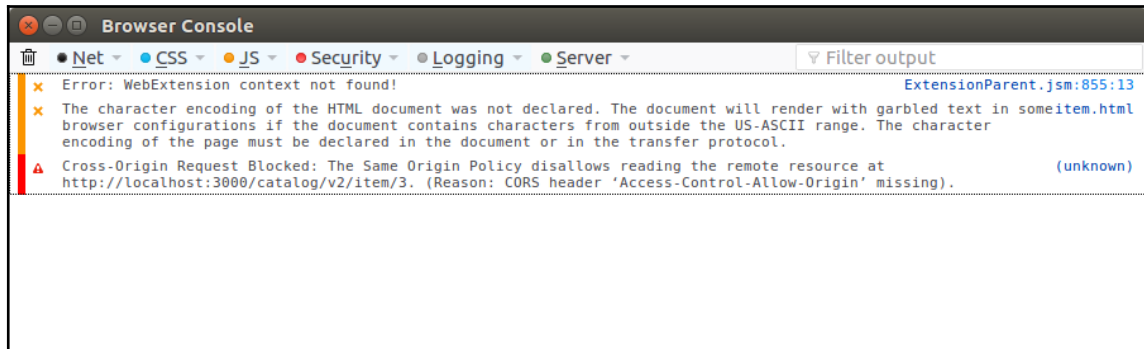 Browser Console
Net CSS JS Security Logging Server Filter output
Error: WebExtension context not found! ExtensionParent.jsm:855:13
The character encoding of the HTML document was not declared. The document will render with garbled text in some item.html
browser configurations if the document contains characters from outside the US-ASCII range. The character
encoding of the page must be declared in the document or in the transfer protocol.
Cross-Origin Request Blocked: The Same Origin Policy disallows reading the remote resource at (unknown)
http://localhost:3000/catalog/v2/item/3. (Reason: CORS header ‘Access-Control-Allow-Origin’ missing).